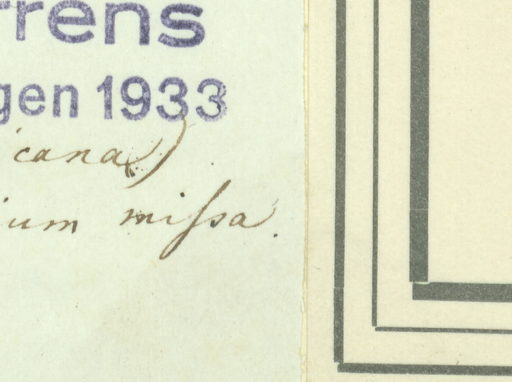 rrens
gen 1933
icana)
ium miſsa.